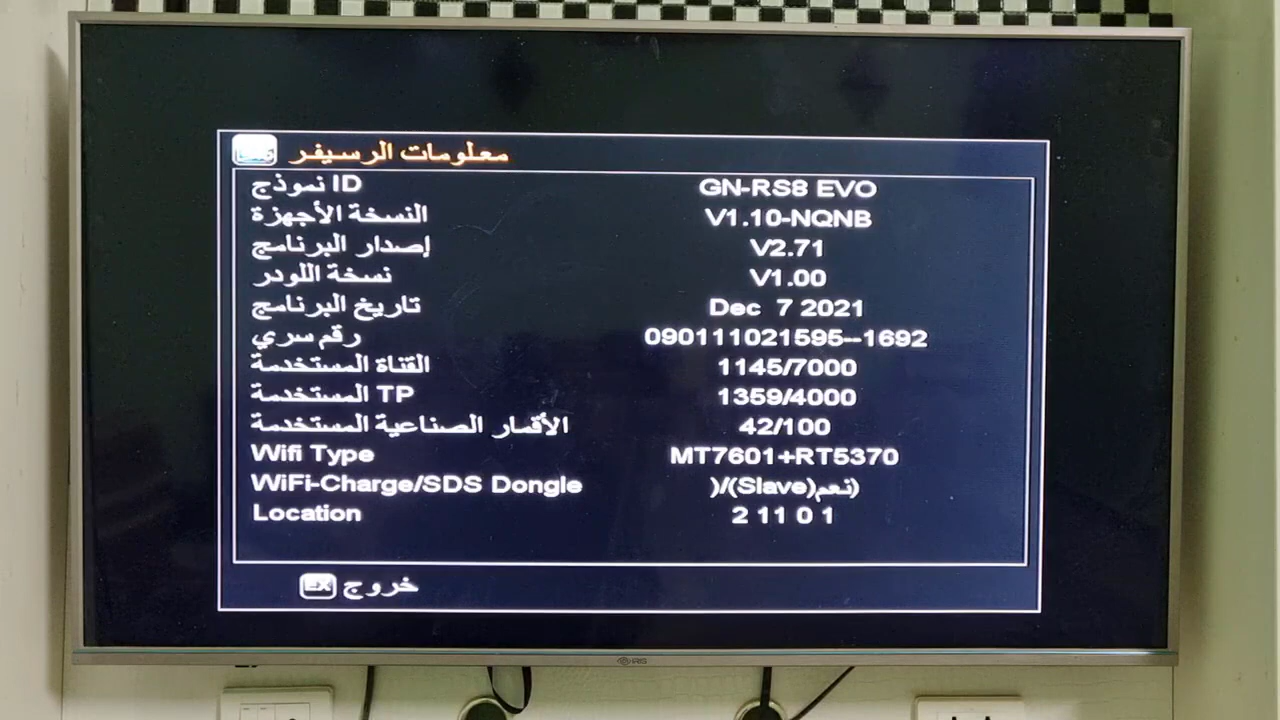 معلومات الرسيفر
نموذج ID GN-RS8 EVO
النسخة الأجهزة V1.10-NQNB
إصدار البرنامج V2.71
نسخة اللودر V1.00
تاريخ البرنامج Dec 7 2021
رقم سري 090111021595--1692
القناة المستخدمة 1145/7000
TP المستخدمة 1359/4000
الأقمار الصناعية المستخدمة 42/100
Wifi Type MT7601+RT5370
WiFi-Charge/SDS Dongle )/(Slave)نعم)
Location 2 11 0 1
EX خروج
IRIS